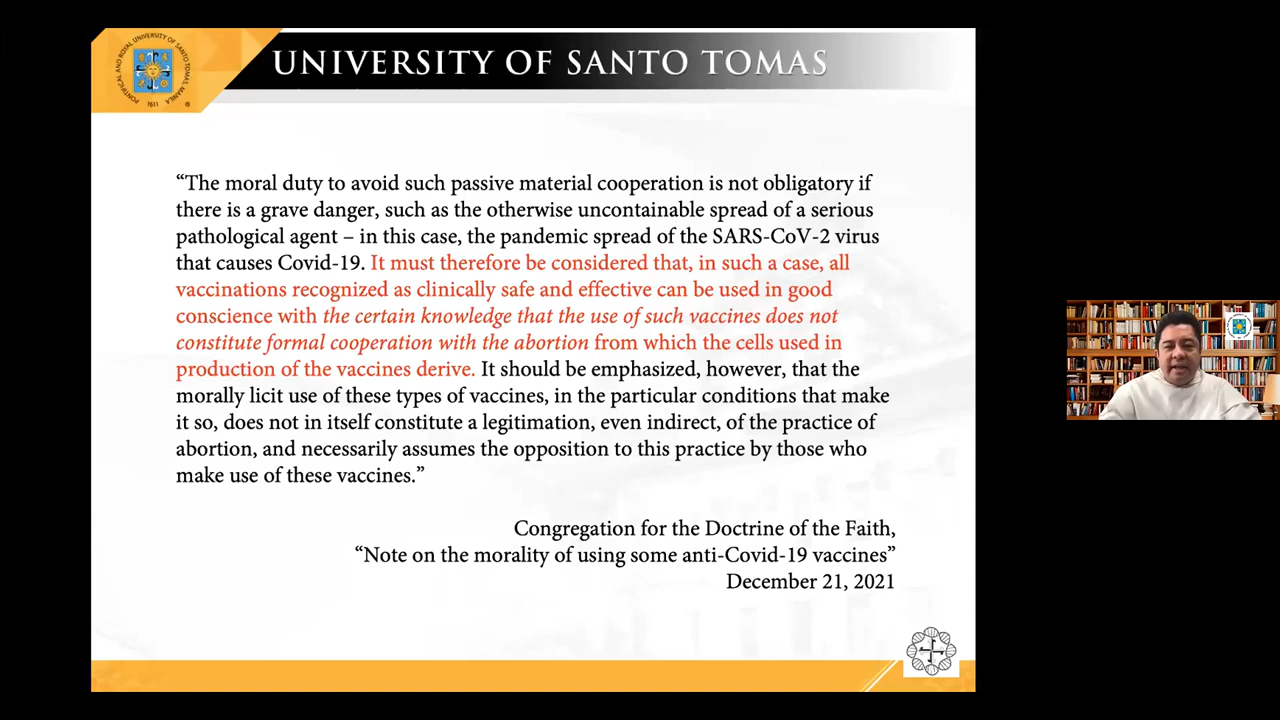 UNIVERSITY OF SANTO TOMAS
PONTIFICAL AND ROYAL UNIVERSITY OF SANTO TOMAS, MANILA
1611
“The moral duty to avoid such passive material cooperation is not obligatory if
there is a grave danger, such as the otherwise uncontainable spread of a serious
pathological agent – in this case, the pandemic spread of the SARS-CoV-2 virus
that causes Covid-19. It must therefore be considered that, in such a case, all
vaccinations recognized as clinically safe and effective can be used in good
conscience with the certain knowledge that the use of such vaccines does not
constitute formal cooperation with the abortion from which the cells used in
production of the vaccines derive. It should be emphasized, however, that the
morally licit use of these types of vaccines, in the particular conditions that make
it so, does not in itself constitute a legitimation, even indirect, of the practice of
abortion, and necessarily assumes the opposition to this practice by those who
make use of these vaccines.”
Congregation for the Doctrine of the Faith,
“Note on the morality of using some anti-Covid-19 vaccines”
December 21, 2021